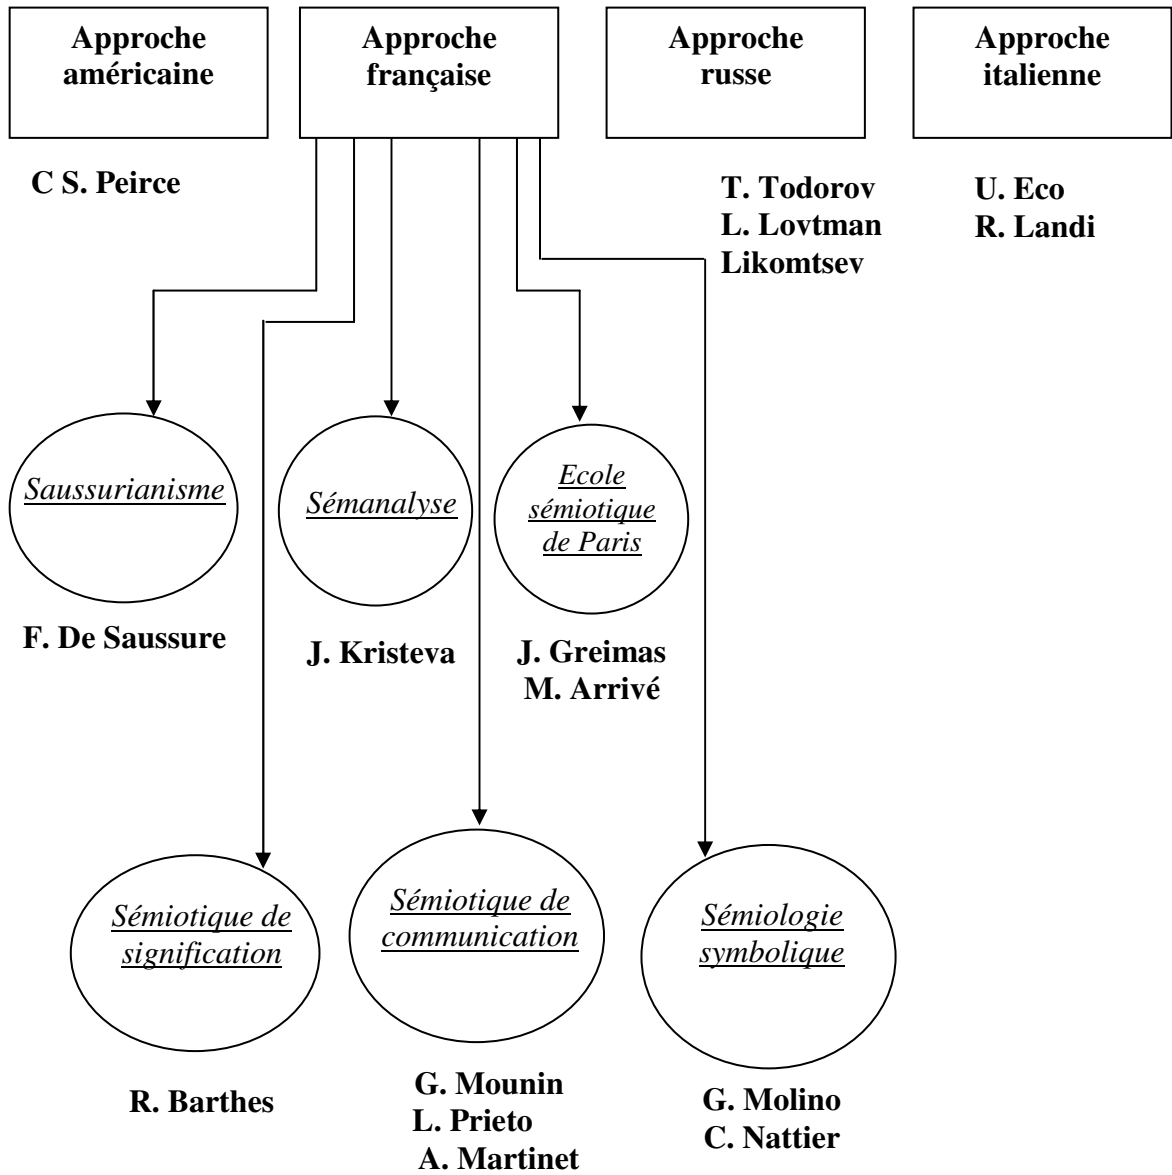 Approche
américaine
Approche
française
Approche
russe
Approche
italienne
C S. Peirce
T. Todorov
L. Lovtman
Likomtsev
U. Eco
R. Landi
Saussurianisme
Sémanalyse
Ecole
sémiotique
de Paris
F. De Saussure
J. Kristeva
J. Greimas
M. Arrivé
Sémiotique de
signification
Sémiotique de
communication
Sémiologie
symbolique
R. Barthes
G. Mounin
L. Prieto
A. Martinet
G. Molino
C. Nattier